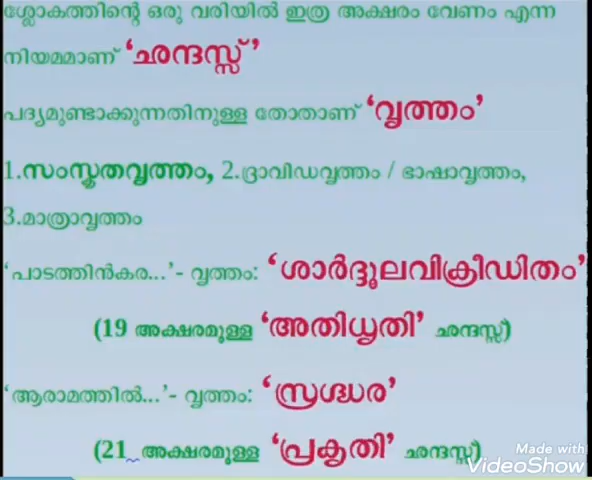 ശ്ലോകത്തിന്റെ ഒരു വരിയിൽ ഇത്ര അക്ഷരം വേണം എന്ന
നിയമമാണ് ‘ഛന്ദസ്സ്’
പദ്യമുണ്ടാക്കുന്നതിനുള്ള തോതാണ് ‘വൃത്തം’
1.സംസ്കൃതവൃത്തം, 2.ദ്രാവിഡവൃത്തം / ഭാഷാവൃത്തം,
3.മാത്രാവൃത്തം
‘പാടത്തിൻകര...’- വൃത്തം: ‘ശാർദ്ദൂലവിക്രീഡിതം’
(19 അക്ഷരമുള്ള ‘അതിധൃതി’ ഛന്ദസ്സ്)
‘ആരാമത്തിൽ...’- വൃത്തം: ‘സ്രഗ്ദ്ധര’
(21 അക്ഷരമുള്ള ‘പ്രകൃതി’ ഛന്ദസ്സ്)
Made with
VideoShow